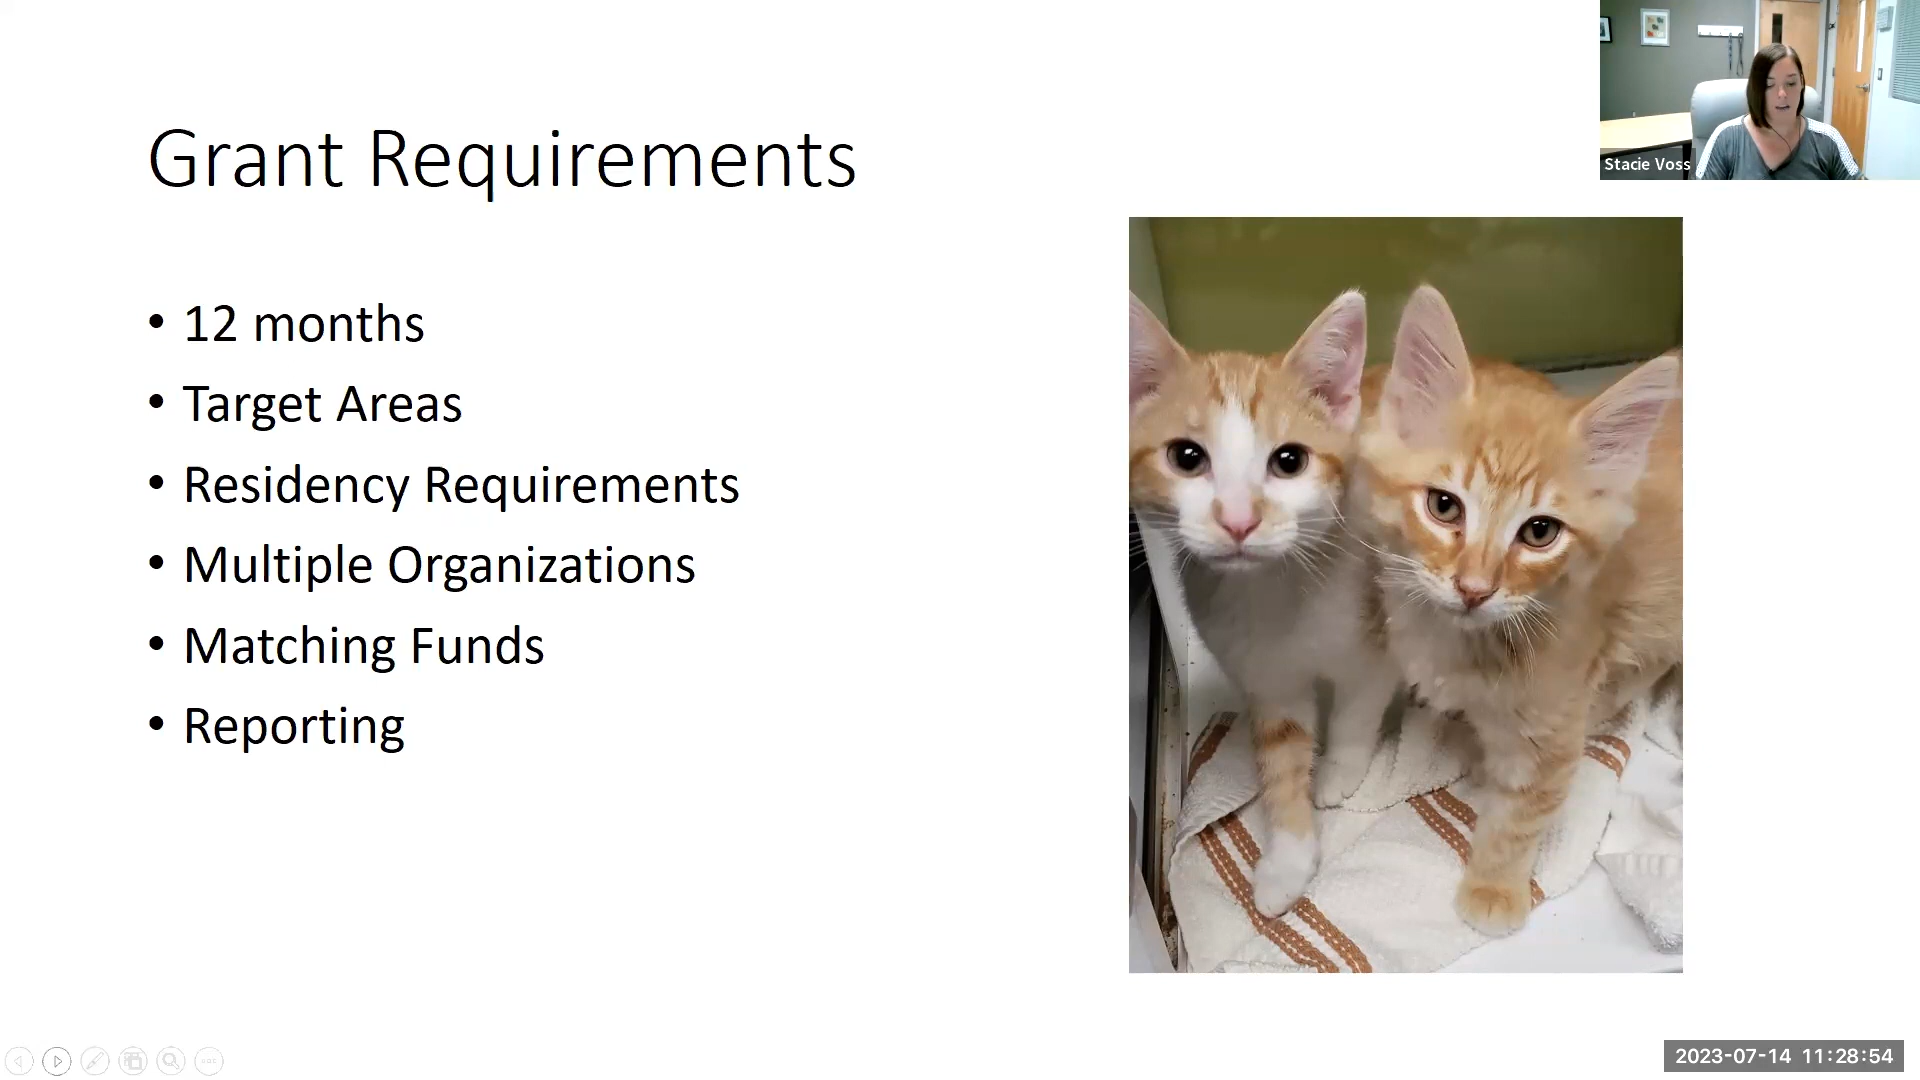 Stacie Voss
Grant Requirements
• 12 months
• Target Areas
• Residency Requirements
• Multiple Organizations
• Matching Funds
• Reporting
2023-07-14 11:28:54